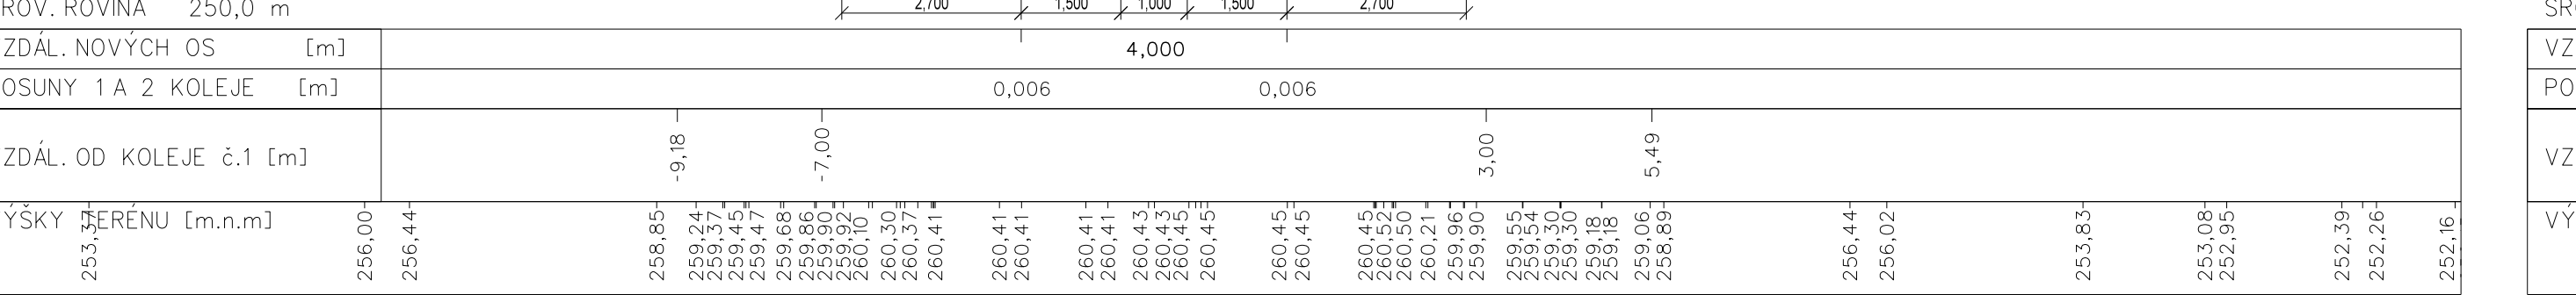 ROV. ROVINA 250,0 m
2,700 1,500 1,000 1,500 2,700
ZDÁL. NOVÝCH OS [m] 4,000
OSUNY 1 A 2 KOLEJE [m] 0,006 0,006
PO
ZDÁL. OD KOLEJE č.1 [m] -9,18 -7,00 3,00 5,49
VZ
ÝŠKY TERÉNU [m.n.m] 256,00 256,44 258,85 259,24 259,37 259,45 259,47 259,68 259,86 259,90 259,92 260,10 260,30 260,37 260,41 260,41 260,41 260,41 260,41 260,43 260,43 260,45 260,45 260,45 260,45 260,45 260,52 260,50 260,21 259,96 259,90 259,55 259,54 259,30 259,30 259,18 259,18 259,06 258,89 256,44 256,02 253,83 253,08 252,95 252,39 252,26 252,16
VÝ